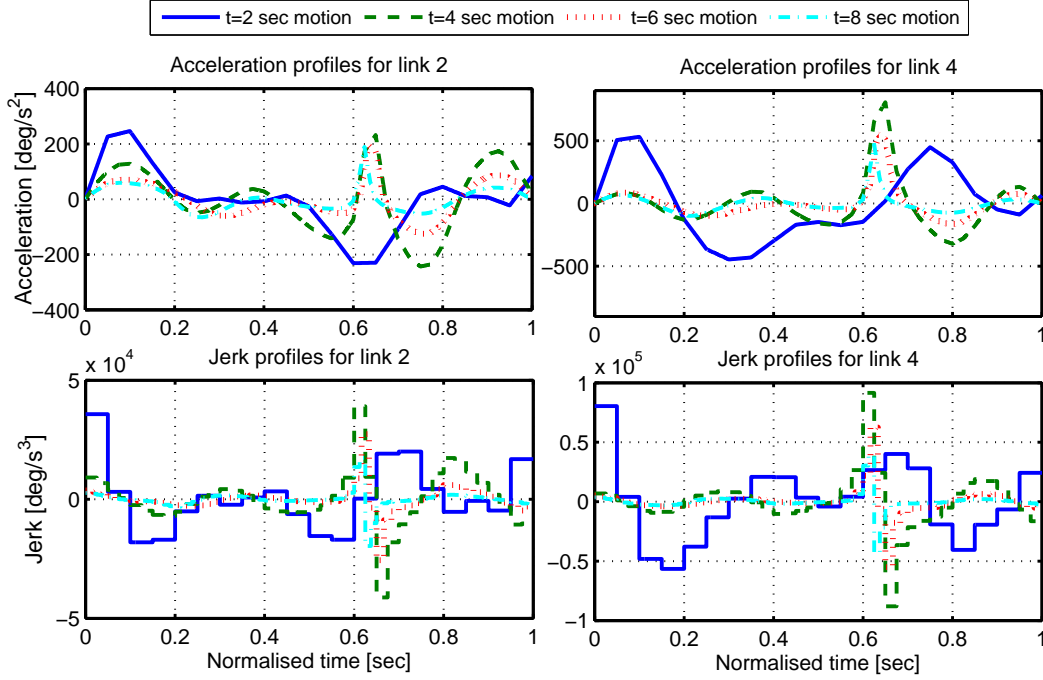 t=2 sec motion t=4 sec motion t=6 sec motion t=8 sec motion
Acceleration profiles for link 2
Acceleration [deg/s²]
400
200
0
−200
−400
0 0.2 0.4 0.6 0.8 1
Acceleration profiles for link 4
500
0
−500
0 0.2 0.4 0.6 0.8 1
x 10⁴
Jerk profiles for link 2
Jerk [deg/s³]
5
0
−5
0 0.2 0.4 0.6 0.8 1
Normalised time [sec]
x 10⁵
Jerk profiles for link 4
1
0.5
0
−0.5
−1
0 0.2 0.4 0.6 0.8 1
Normalised time [sec]